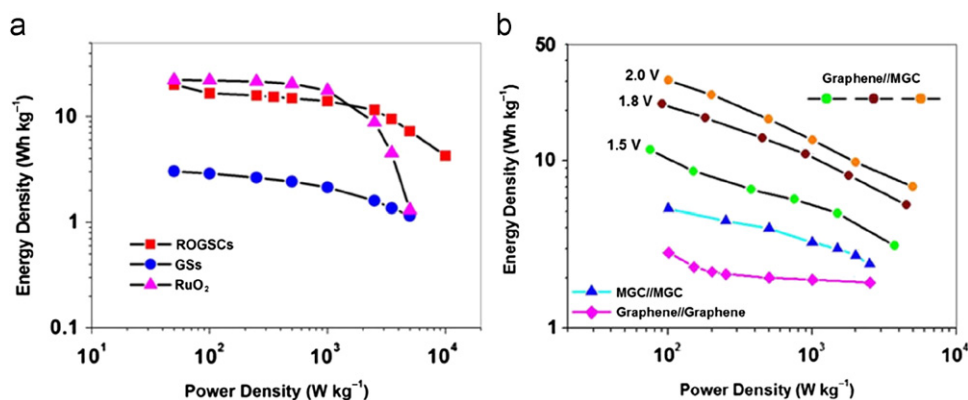 a
Energy Density (Wh kg⁻¹)
10
1
0.1
10¹
10²
10³
10⁴
Power Density (W kg⁻¹)
ROGSCs
GSs
RuO₂
b
Energy Density (Wh kg⁻¹)
50
10
1
2.0 V
1.8 V
1.5 V
Graphene//MGC
MGC//MGC
Graphene//Graphene
10²
10³
10⁴
Power Density (W kg⁻¹)